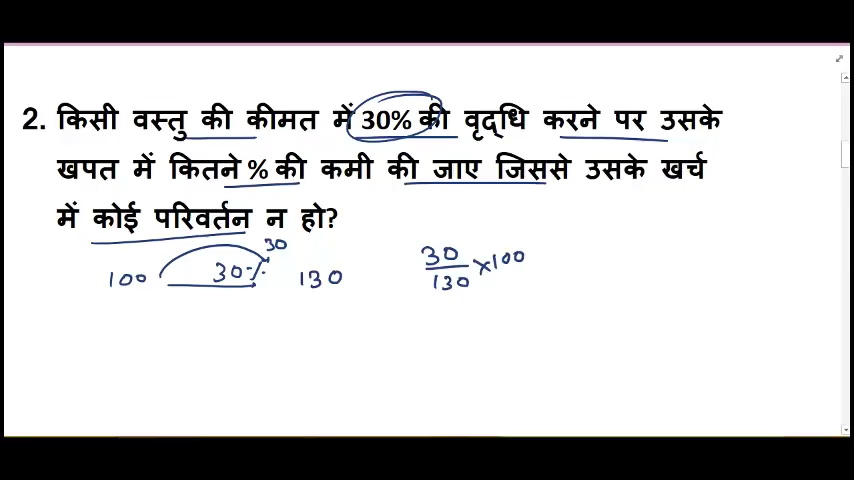 2. किसी वस्तु की कीमत में 30% की वृद्धि करने पर उसके
खपत में कितने % की कमी की जाए जिससे उसके खर्च
में कोई परिवर्तन न हो?
30
100 30% 130
30/130 × 100